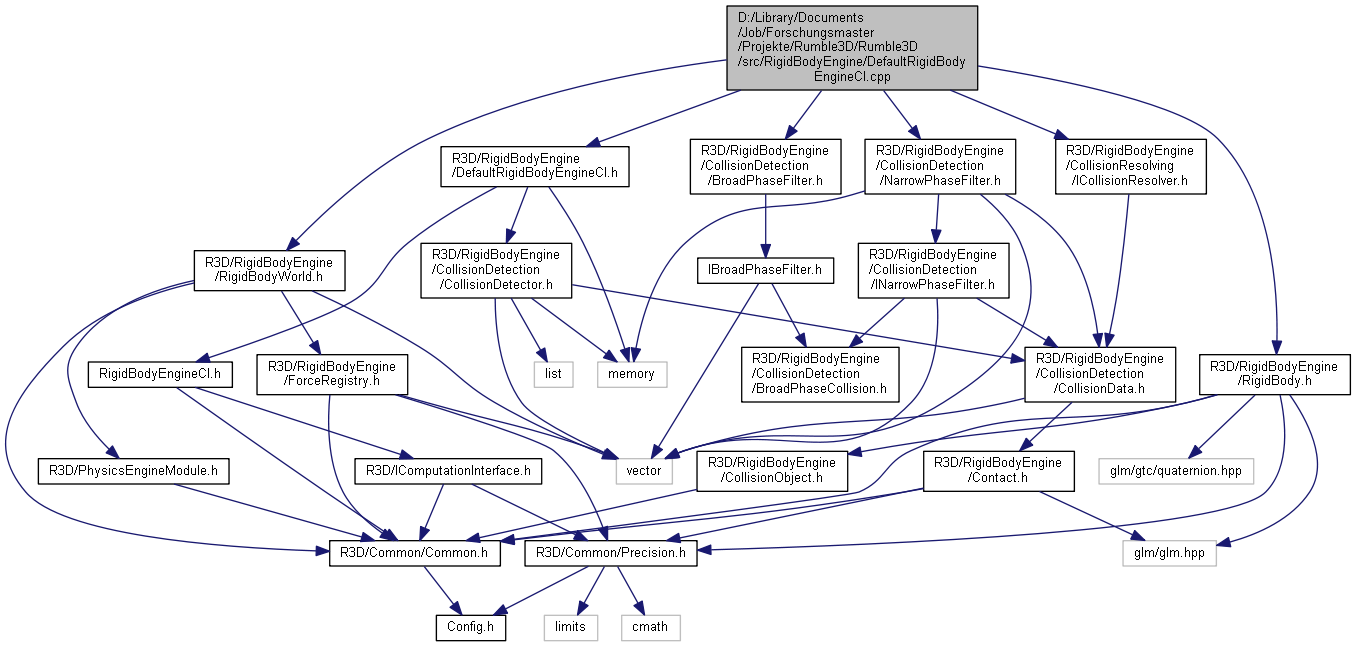 D:/Library/Documents
/Job/Forschungsmaster
/Projekte/Rumble3D/Rumble3D
/src/RigidBodyEngine/DefaultRigidBody
EngineCI.cpp
R3D/RigidBodyEngine
/DefaultRigidBodyEngineCI.h
R3D/RigidBodyEngine
/CollisionDetection
/BroadPhaseFilter.h
R3D/RigidBodyEngine
/CollisionDetection
/NarrowPhaseFilter.h
R3D/RigidBodyEngine
/CollisionResolving
/ICollisionResolver.h
R3D/RigidBodyEngine
/RigidBodyWorld.h
R3D/RigidBodyEngine
/CollisionDetection
/CollisionDetector.h
IBroadPhaseFilter.h
R3D/RigidBodyEngine
/CollisionDetection
/INarrowPhaseFilter.h
RigidBodyEngineCI.h
R3D/RigidBodyEngine
/ForceRegistry.h
list
memory
R3D/RigidBodyEngine
/CollisionDetection
/BroadPhaseCollision.h
R3D/RigidBodyEngine
/CollisionDetection
/CollisionData.h
R3D/RigidBodyEngine
/RigidBody.h
R3D/PhysicsEngineModule.h
R3D/IComputationInterface.h
vector
R3D/RigidBodyEngine
/CollisionObject.h
R3D/RigidBodyEngine
/Contact.h
glm/gtc/quaternion.hpp
R3D/Common/Common.h
R3D/Common/Precision.h
glm/glm.hpp
Config.h
limits
cmath